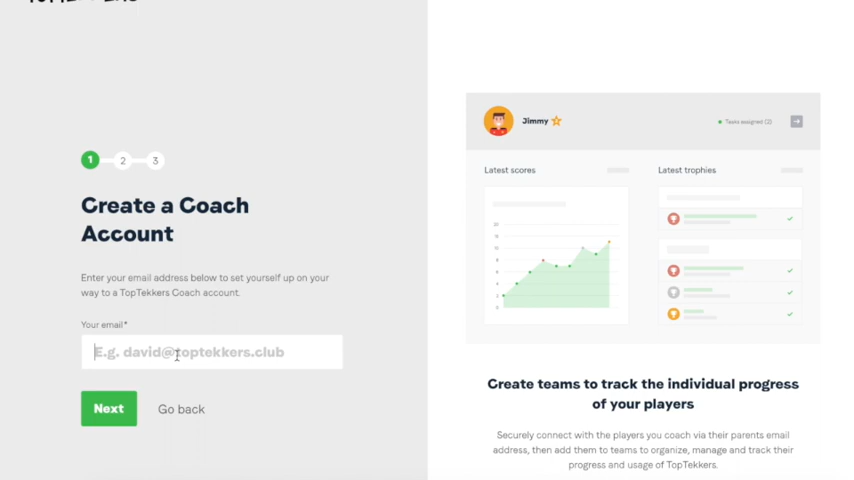 1
2
3
Create a Coach
Account
Enter your email address below to set yourself up on your
way to a TopTekkers Coach account.
Your email*
E.g. david@toptekkers.club
Next
Go back
Jimmy
Teams assigned (2)
Latest scores
Latest trophies
Create teams to track the individual progress
of your players
Securely connect with the players you coach via their parents email
address, then add them to teams to organize, manage and track their
progress and usage of TopTekkers.